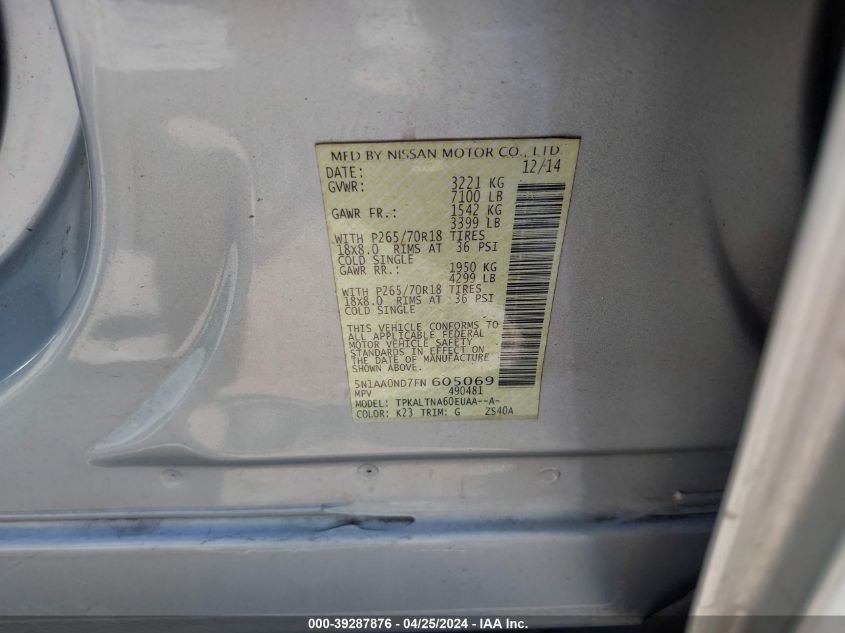 MFD BY NISSAN MOTOR CO., LTD
DATE: 12/14
GVWR: 3221 KG
7100 LB
GAWR FR.: 1542 KG
3399 LB
WITH P265/70R18 TIRES
18X8.0 RIMS AT 36 PSI
COLD SINGLE
GAWR RR.: 1950 KG
4299 LB
WITH P265/70R18 TIRES
18X8.0 RIMS AT 36 PSI
COLD SINGLE
THIS VEHICLE CONFORMS TO
ALL APPLICABLE FEDERAL
MOTOR VEHICLE SAFETY
STANDARDS IN EFFECT ON
THE DATE OF MANUFACTURE
SHOWN ABOVE.
5N1AA0ND7FN605069
MPV 490481
MODEL: TPKALTNA60EUAA--A-
COLOR: K23 TRIM: G ZS40A
000-39287876 - 04/25/2024 - IAA Inc.